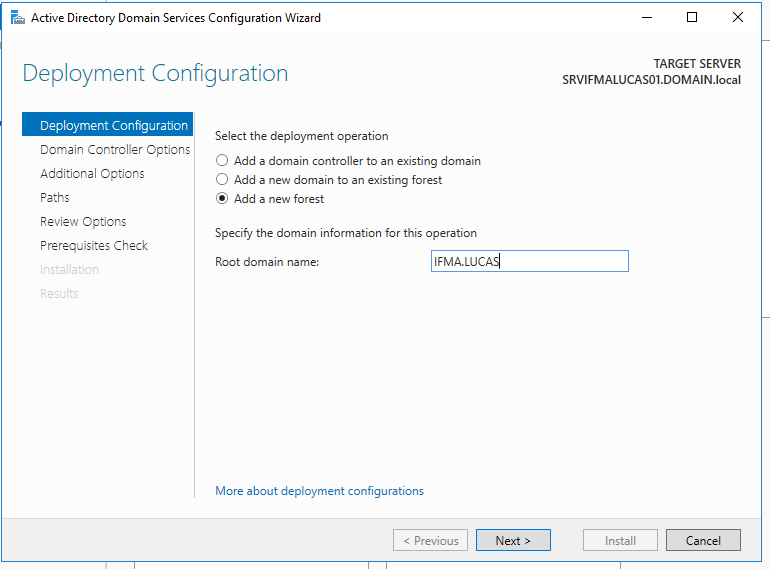 Active Directory Domain Services Configuration Wizard
Deployment Configuration
TARGET SERVER
SRVIFMALUCAS01.DOMAIN.local
Deployment Configuration
Domain Controller Options
Additional Options
Paths
Review Options
Prerequisites Check
Installation
Results
Select the deployment operation
Add a domain controller to an existing domain
Add a new domain to an existing forest
Add a new forest
Specify the domain information for this operation
Root domain name: IFMA.LUCAS
More about deployment configurations
< Previous Next > Install Cancel